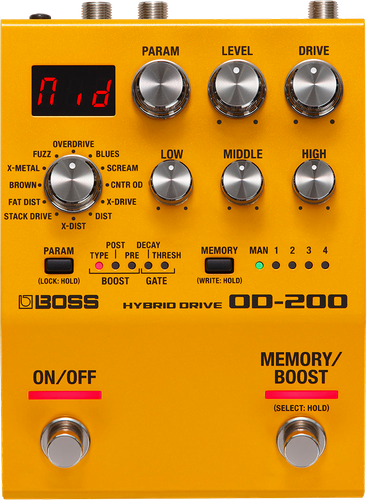 PARAM LEVEL DRIVE
Mid
OVERDRIVE
FUZZ BLUES
X-METAL SCREAM
BROWN CNTR OD
FAT DIST X-DRIVE
STACK DRIVE DIST
X-DIST
LOW MIDDLE HIGH
PARAM
(LOCK: HOLD)
POST DECAY
TYPE PRE THRESH
BOOST GATE
MEMORY
(WRITE: HOLD)
MAN 1 2 3 4
BOSS HYBRID DRIVE OD-200
ON/OFF
MEMORY/
BOOST
(SELECT: HOLD)